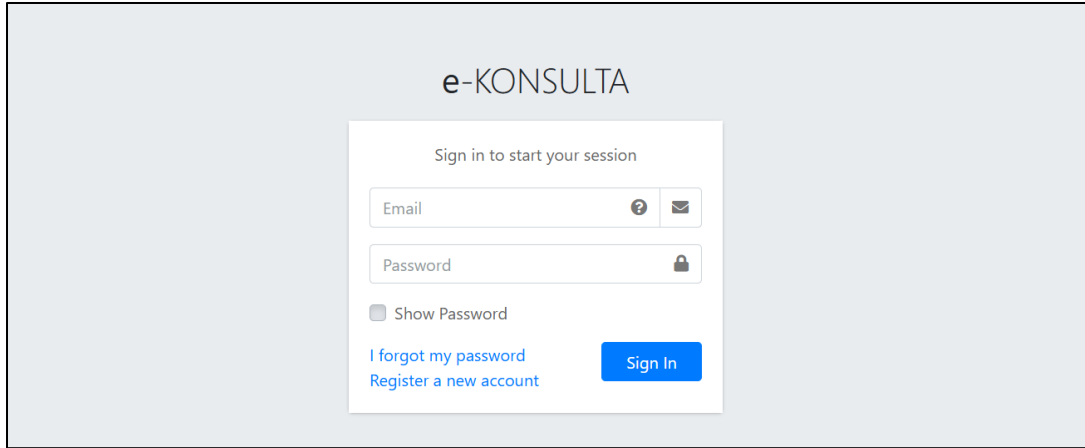 e-KONSULTA
Sign in to start your session
Email
Password
Show Password
I forgot my password
Sign In
Register a new account